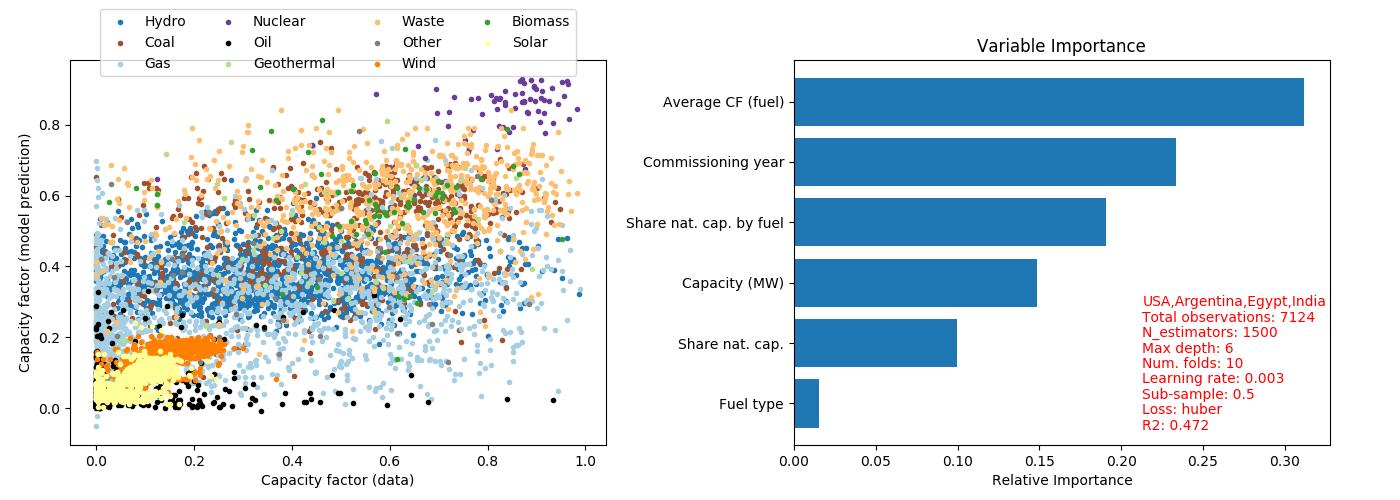 Hydro Nuclear Waste Biomass
Coal Oil Other Solar
Gas Geothermal Wind
Capacity factor (model prediction)
0.8
0.6
0.4
0.2
0.0
0.0 0.2 0.4 0.6 0.8 1.0
Capacity factor (data)
Variable Importance
Average CF (fuel)
Commissioning year
Share nat. cap. by fuel
Capacity (MW)
Share nat. cap.
Fuel type
USA,Argentina,Egypt,India
Total observations: 7124
N_estimators: 1500
Max depth: 6
Num. folds: 10
Learning rate: 0.003
Sub-sample: 0.5
Loss: huber
R2: 0.472
0.00 0.05 0.10 0.15 0.20 0.25 0.30
Relative Importance